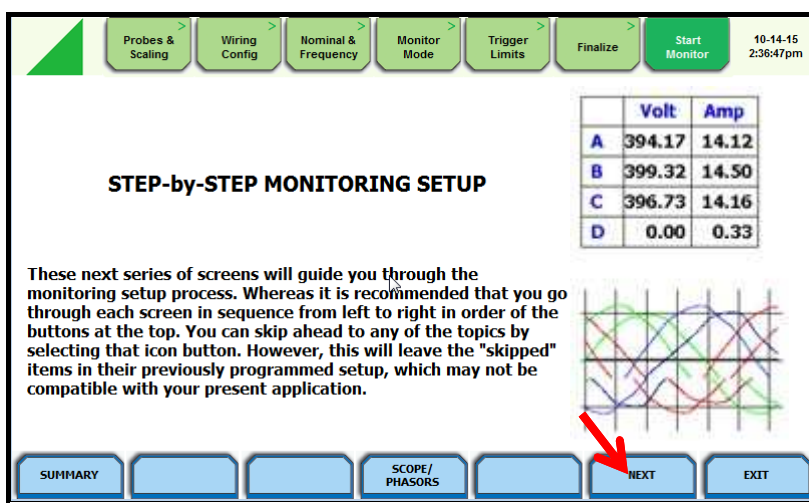 Probes & Scaling > Wiring Config > Nominal & Frequency > Monitor Mode > Trigger Limits > Finalize > Start Monitor 10-14-15 2:36:47pm
Volt Amp
A 394.17 14.12
B 399.32 14.50
C 396.73 14.16
D 0.00 0.33
STEP-by-STEP MONITORING SETUP
These next series of screens will guide you through the
monitoring setup process. Whereas it is recommended that you go
through each screen in sequence from left to right in order of the
buttons at the top. You can skip ahead to any of the topics by
selecting that icon button. However, this will leave the "skipped"
items in their previously programmed setup, which may not be
compatible with your present application.
SUMMARY SCOPE/ PHASORS NEXT EXIT